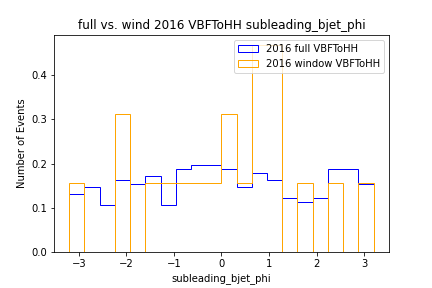 full vs. wind 2016 VBFToHH subleading_bjet_phi
2016 full VBFToHH
2016 window VBFToHH
Number of Events
0.4
0.3
0.2
0.1
0.0
−3 −2 −1 0 1 2 3
subleading_bjet_phi